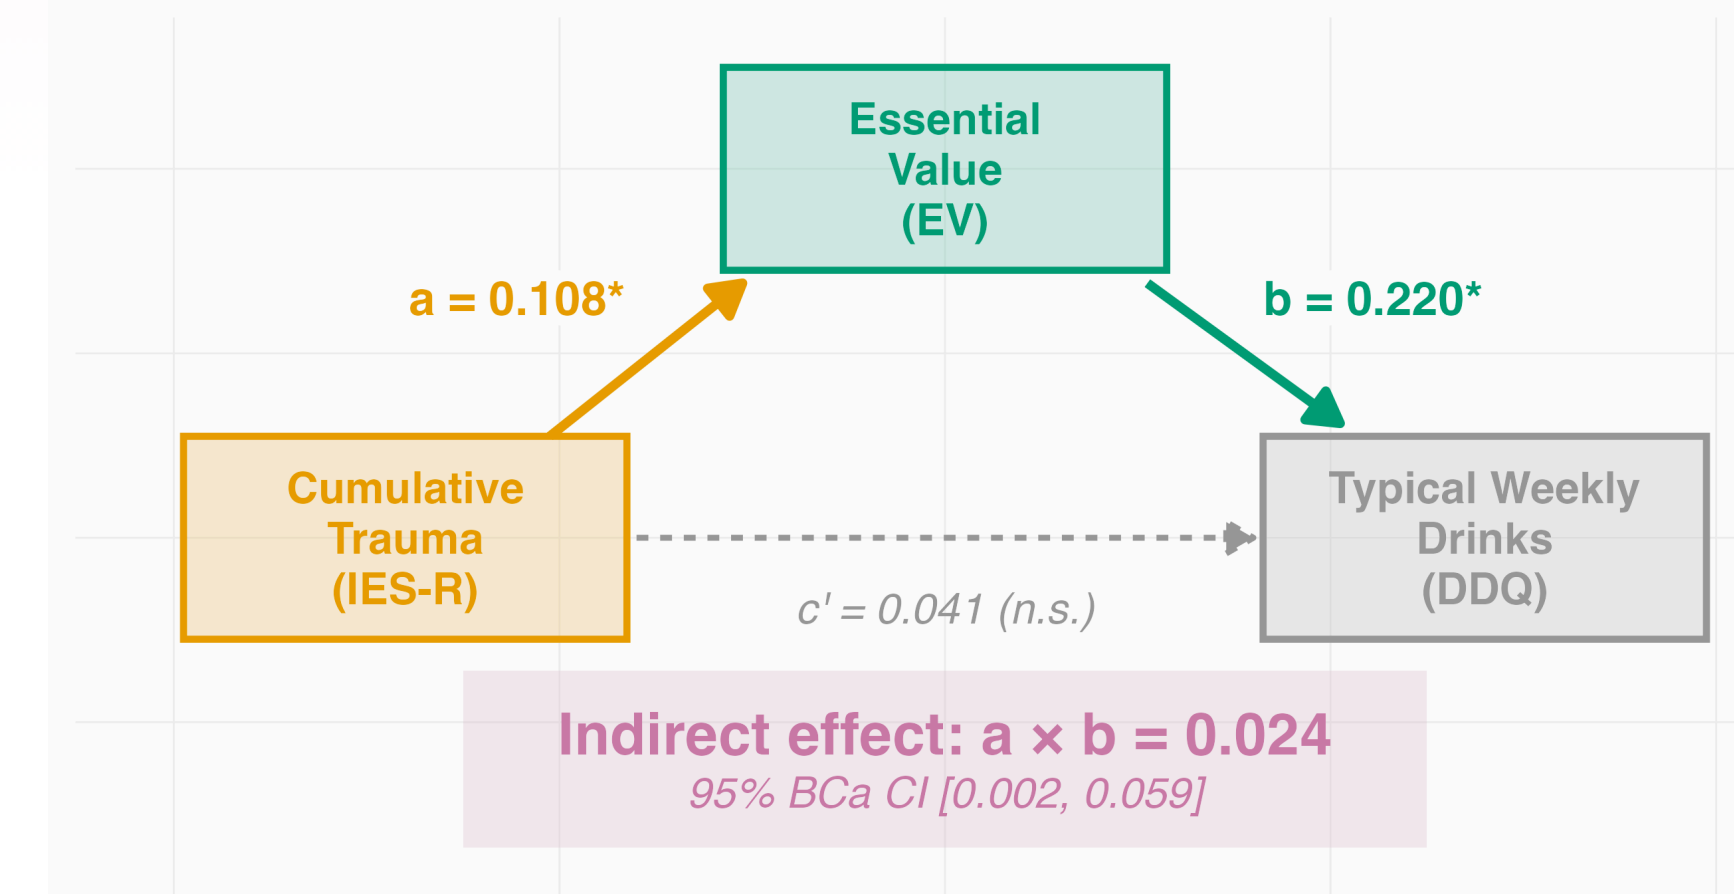 Essential
Value
(EV)
a = 0.108*
b = 0.220*
Cumulative
Trauma
(IES-R)
Typical Weekly
Drinks
(DDQ)
c' = 0.041 (n.s.)
Indirect effect: a × b = 0.024
95% BCa CI [0.002, 0.059]